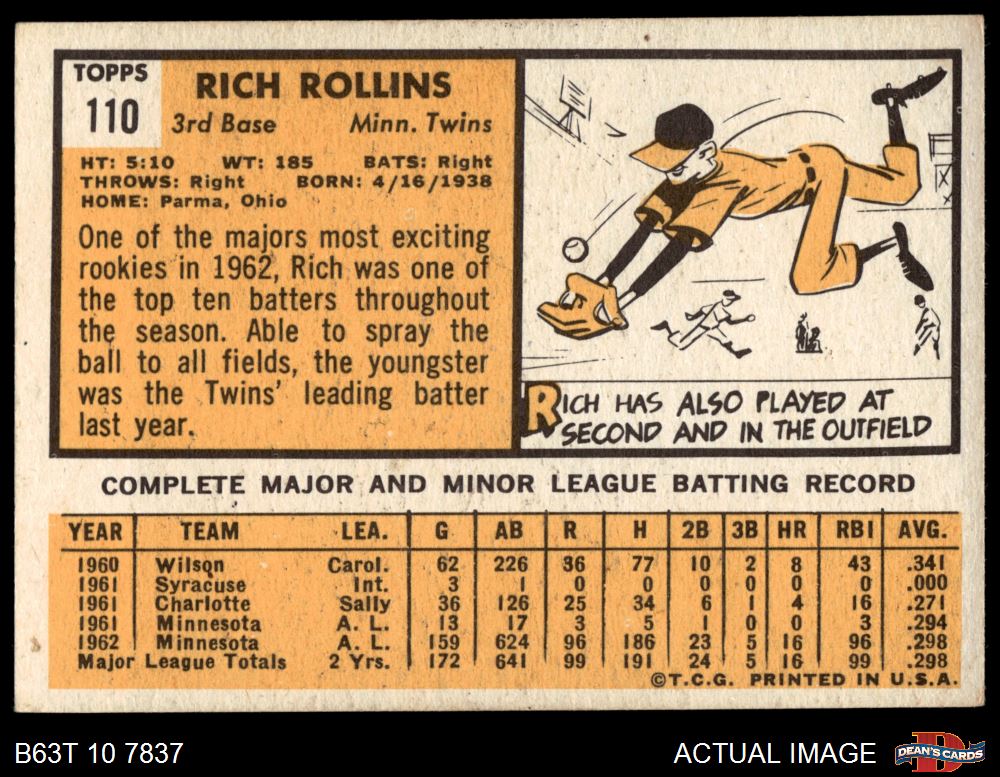 TOPPS
110
RICH ROLLINS
3rd Base Minn. Twins
HT: 5:10 WT: 185 BATS: Right
THROWS: Right BORN: 4/16/1938
HOME: Parma, Ohio
One of the majors most exciting
rookies in 1962, Rich was one of
the top ten batters throughout
the season. Able to spray the
ball to all fields, the youngster
was the Twins' leading batter
last year.
RICH HAS ALSO PLAYED AT
SECOND AND IN THE OUTFIELD
COMPLETE MAJOR AND MINOR LEAGUE BATTING RECORD
YEAR TEAM LEA. G AB R H 2B 3B HR RBI AVG.
1960 Wilson Carol. 62 226 36 77 10 2 8 43 .341
1961 Syracuse Int. 3 1 0 0 0 0 0 0 .000
1961 Charlotte Sally 36 126 25 34 6 1 4 16 .271
1961 Minnesota A. L. 13 17 3 5 1 0 0 3 .294
1962 Minnesota A. L. 159 624 96 186 23 5 16 96 .298
Major League Totals 2 Yrs. 172 641 99 191 24 5 16 99 .298
©T.C.G. PRINTED IN U.S.A.
B63T 10 7837 ACTUAL IMAGE DEAN'S CARDS